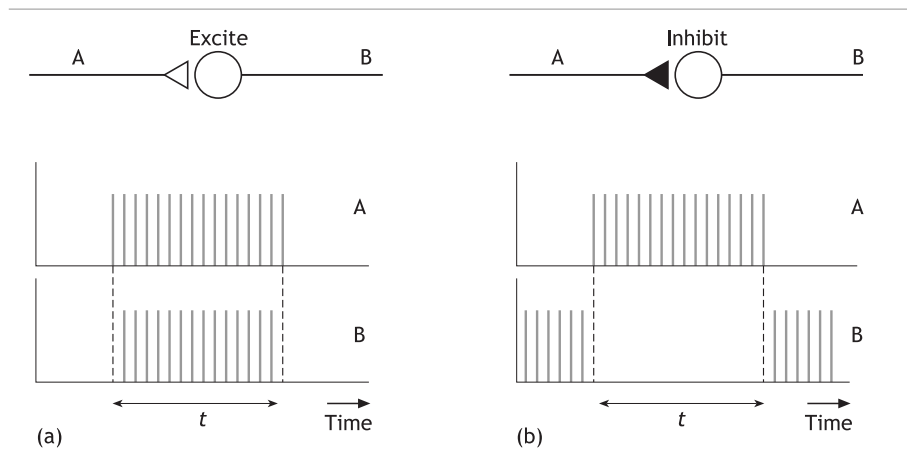 Excite
A B
A
B
t
Time
(a)
Inhibit
A B
A
B
t
Time
(b)